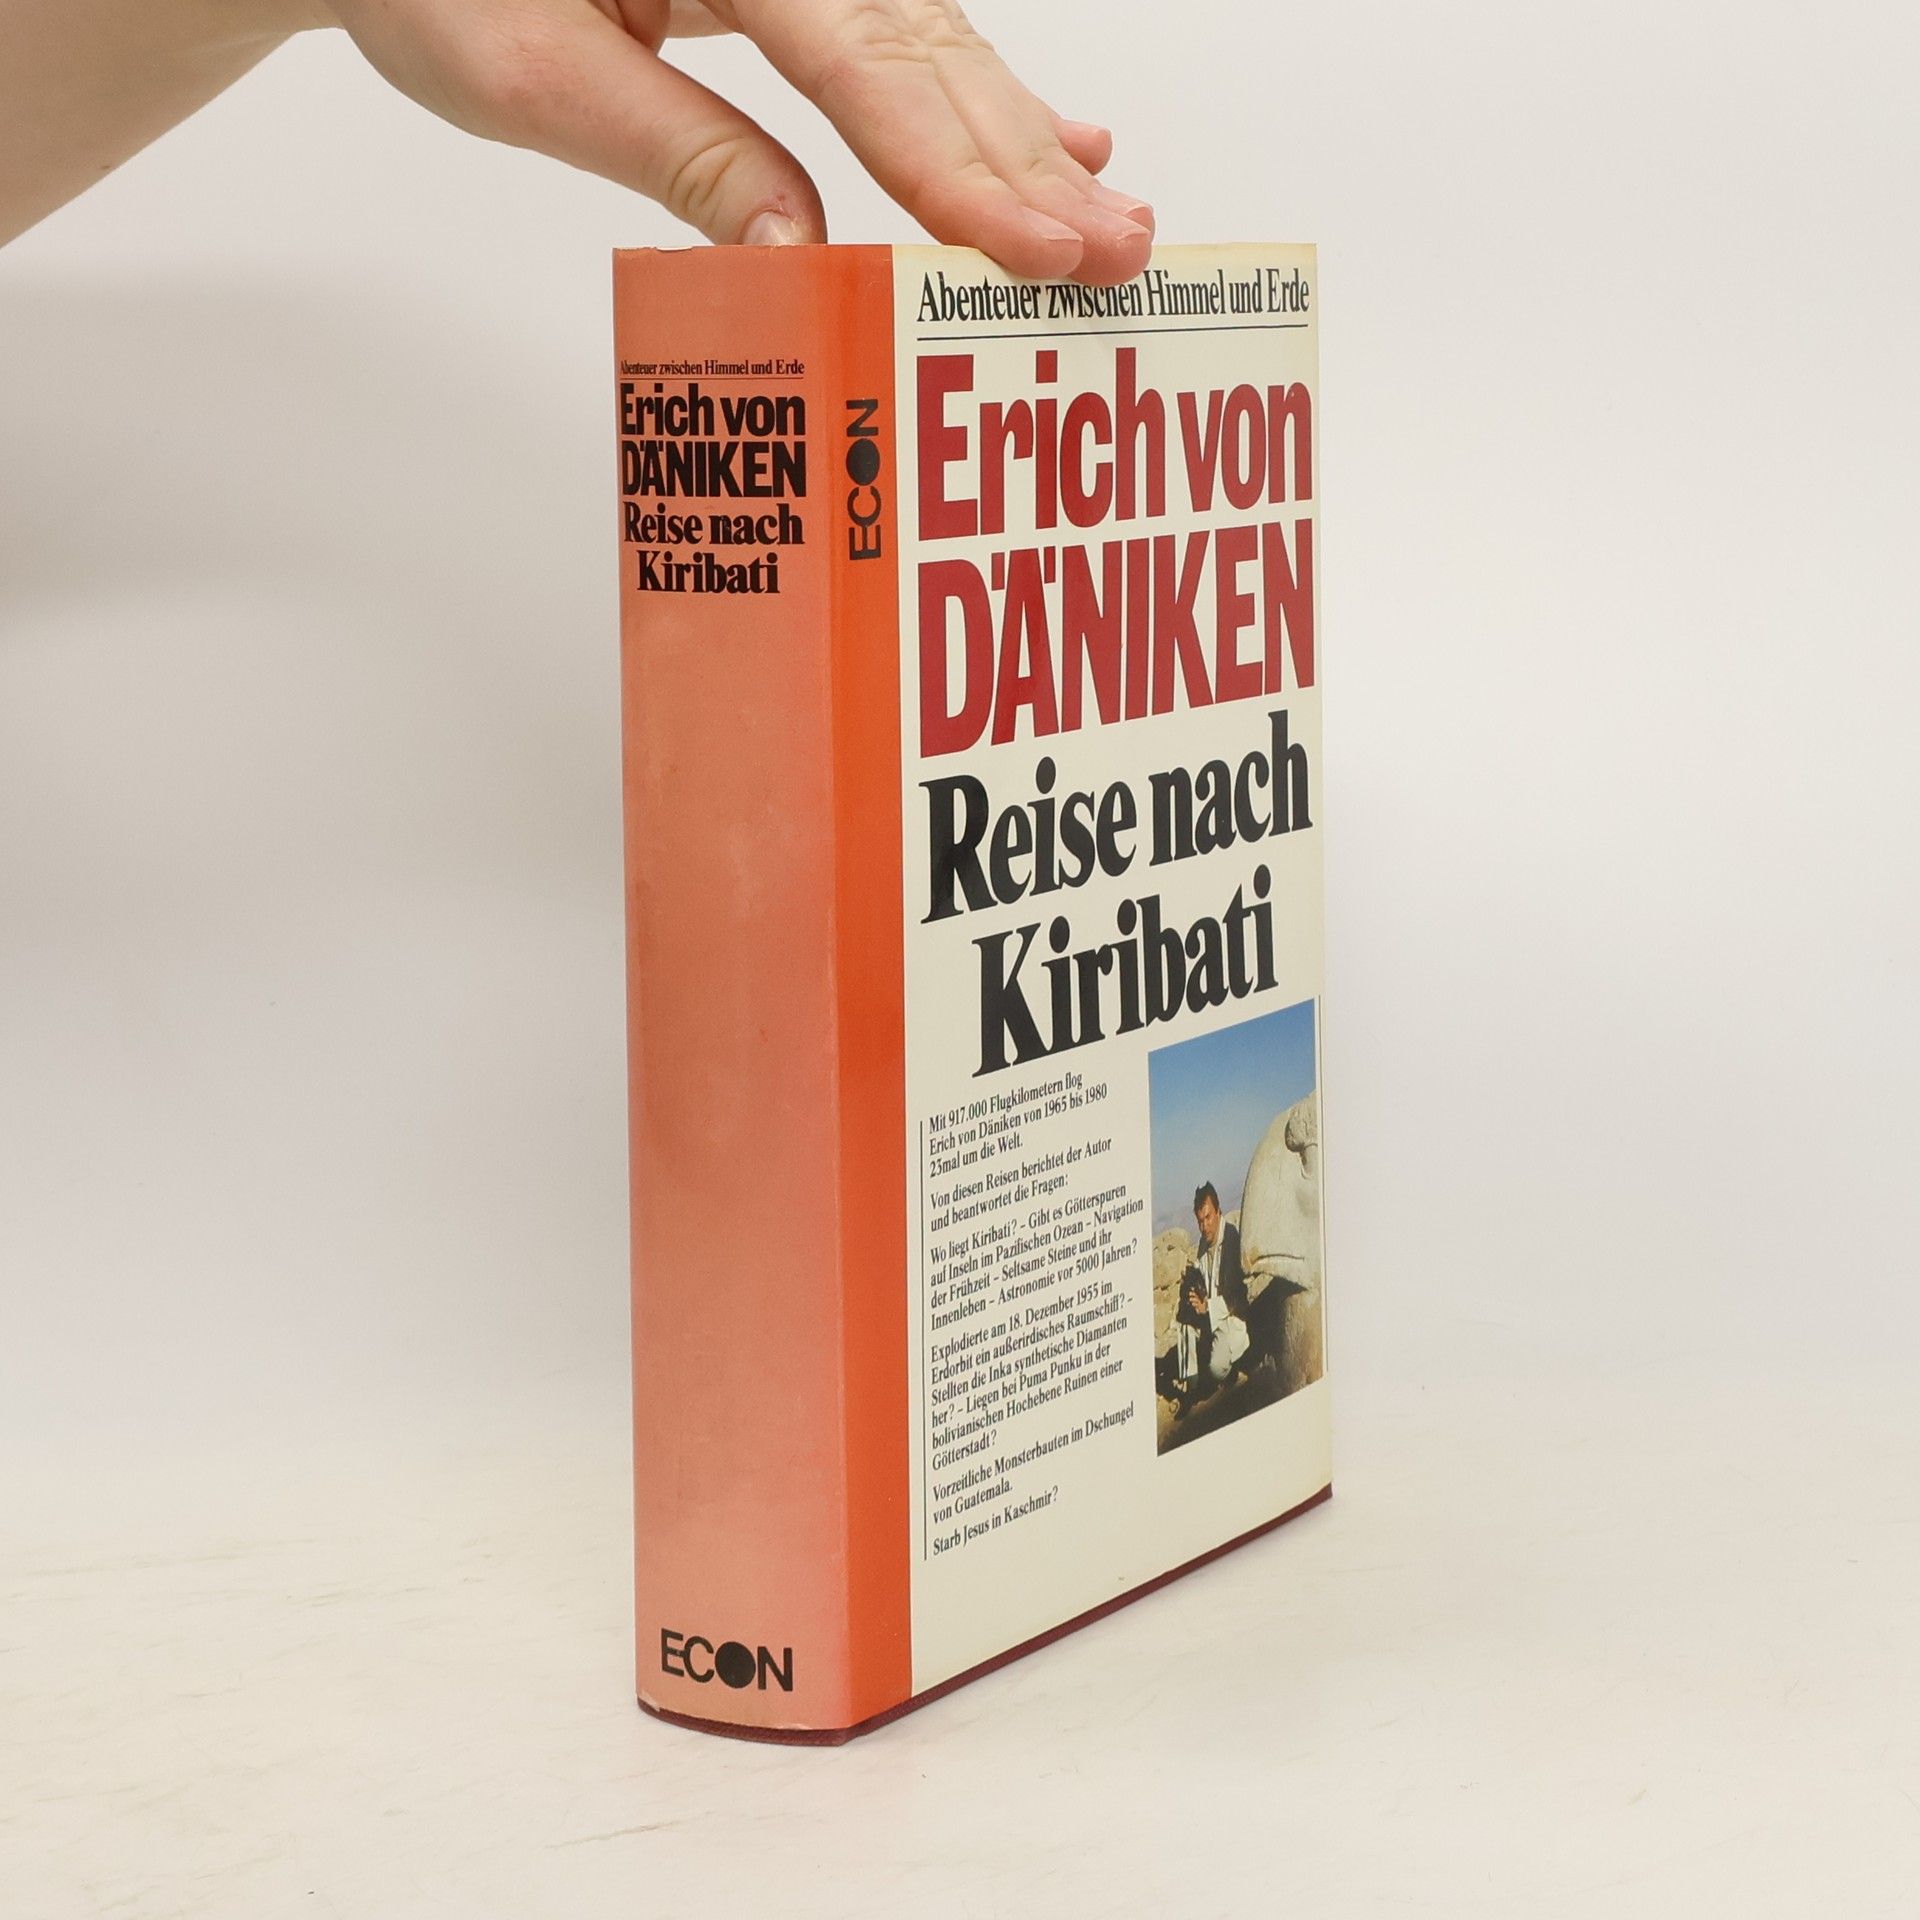 Abenteuer zwischen Himmel und Erde
Erich von
DÄNIKEN
Reise nach
Kiribati
ECON
ECON
Abenteuer zwischen Himmel und Erde
Erich von
DÄNIKEN
Reise nach
Kiribati
Mit 917.000 Flugkilometern flog
Erich von Däniken von 1965 bis 1980
23mal um die Welt.
Von diesen Reisen berichtet der Autor
und beantwortet die Fragen:
Wo liegt Kiribati? – Gibt es Götterspuren
auf Inseln im Pazifischen Ozean – Navigation
der Frühzeit – Seltsame Steine und ihr
Innenleben – Astronomie vor 5000 Jahren?
Explodierte am 18. Dezember 1955 im
Erdorbit ein außerirdisches Raumschiff? –
Stellten die Inka synthetische Diamanten
her? – Liegen bei Puma Punku in der
bolivianischen Hochebene Ruinen einer
Götterstadt?
Vorzeitliche Monsterbauten im Dschungel
von Guatemala.
Starb Jesus in Kaschmir?